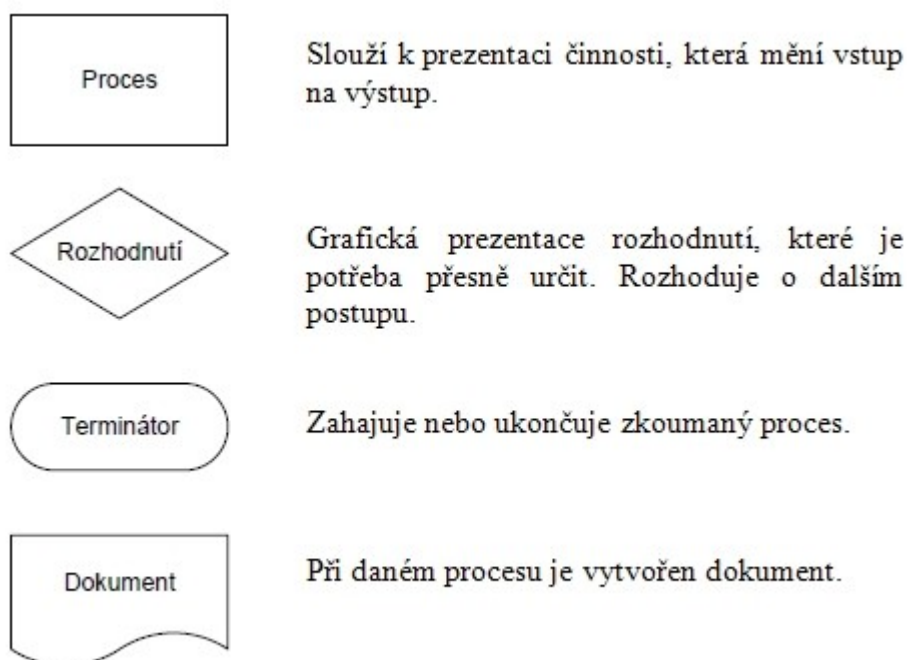 Proces
Slouží k prezentaci činnosti, která mění vstup
na výstup.
Rozhodnutí
Grafická prezentace rozhodnutí, které je
potřeba přesně určit. Rozhoduje o dalším
postupu.
Terminátor
Zahajuje nebo ukončuje zkoumaný proces.
Dokument
Při daném procesu je vytvořen dokument.